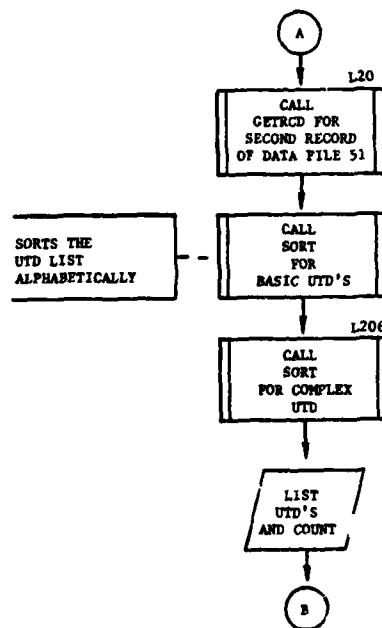 A
L20
CALL
GETRCD FOR
SECOND RECORD
OF DATA FILE 51
SORTS THE
UTD LIST
ALPHABETICALLY
CALL
SORT
FOR
BASIC UTD'S
L206
CALL
SORT
FOR COMPLEX
UTD
LIST
UTD'S
AND COUNT
B